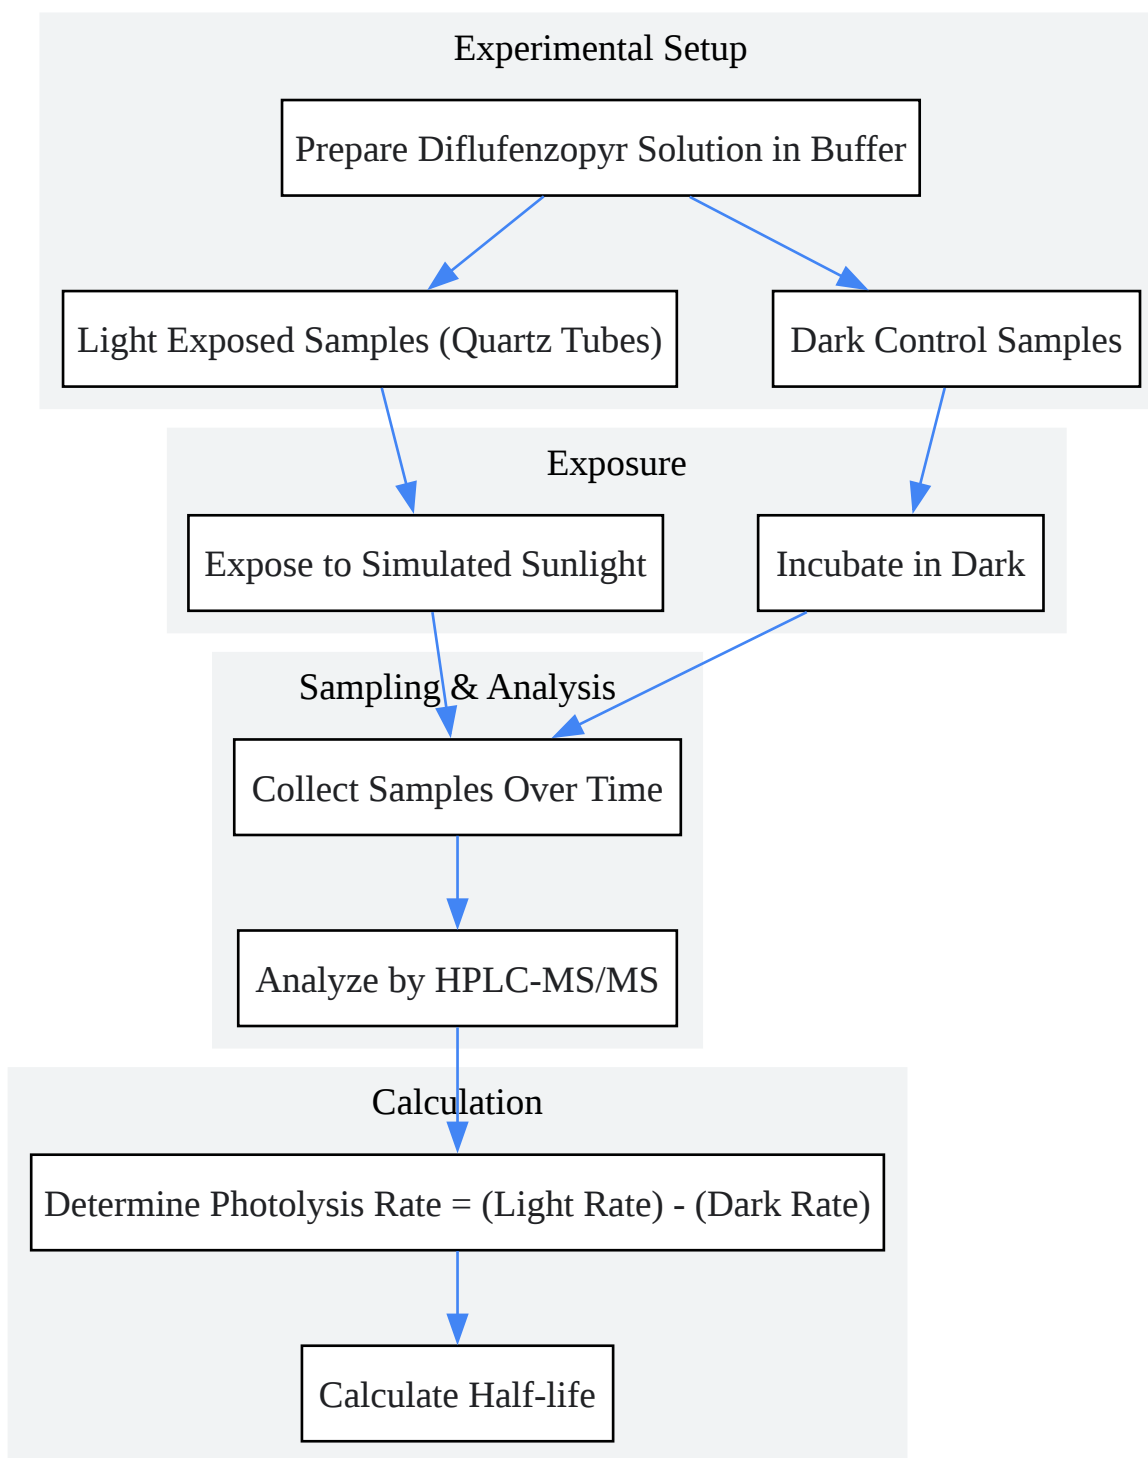 Experimental Setup
Prepare Diflufenzopyr Solution in Buffer
Light Exposed Samples (Quartz Tubes)
Dark Control Samples
Exposure
Expose to Simulated Sunlight
Incubate in Dark
Sampling & Analysis
Collect Samples Over Time
Analyze by HPLC-MS/MS
Calculation
Determine Photolysis Rate = (Light Rate) - (Dark Rate)
Calculate Half-life